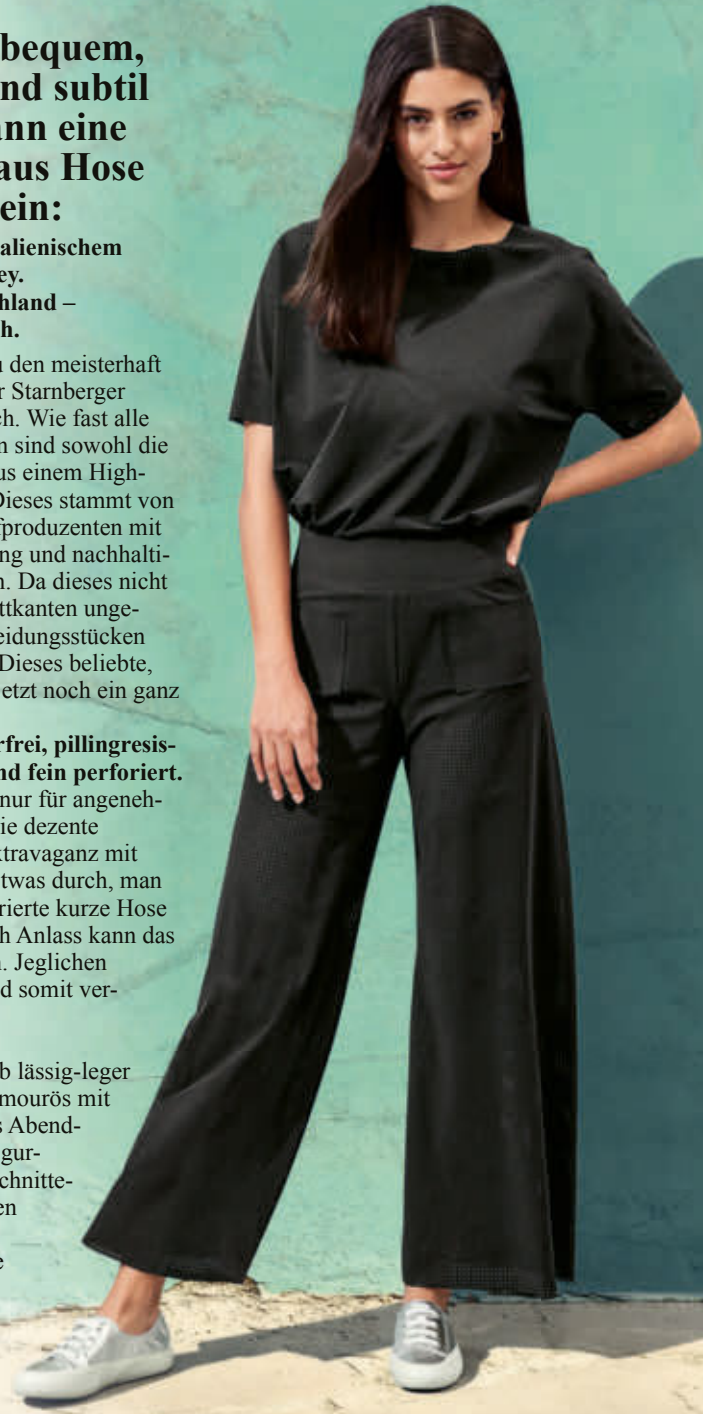 bequem,
nd subtil
ann eine
aus Hose
ein:
alienischem
ey.
hland –
h.
u den meisterhaft
r Starnberger
ch. Wie fast alle
n sind sowohl die
us einem High-
Dieses stammt von
fproduzenten mit
ng und nachhalti-
n. Da dieses nicht
ttkanten unge-
eidungsstücken
Dieses beliebte,
etzt noch ein ganz
rfrei, pillingresis-
nd fein perforiert.
nur für angeneh-
ie dezente
xtravaganz mit
twas durch, man
rierte kurze Hose
h Anlass kann das
n. Jeglichen
d somit ver-
b lässig-leger
mourös mit
s Abend-
gur-
chnitte-
en
e